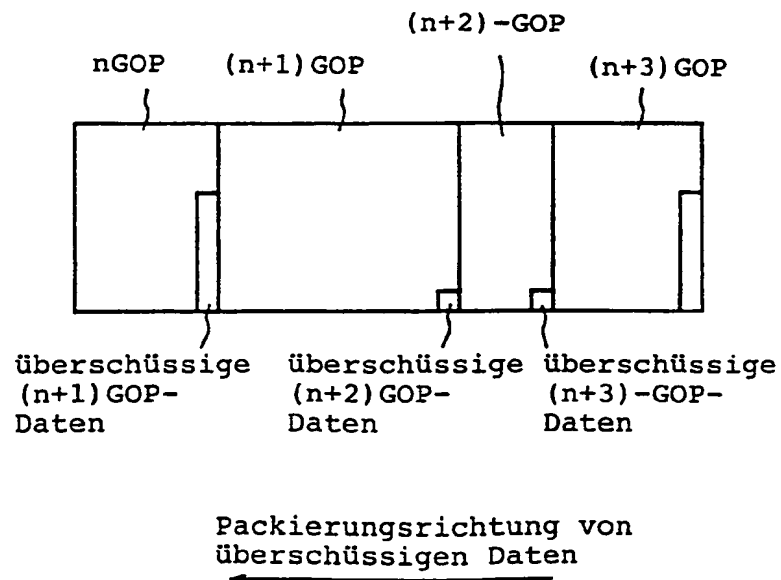 (n+2)-GOP
nGOP (n+1)GOP (n+3)GOP
überschüssige überschüssige überschüssige
(n+1)GOP- (n+2)GOP- (n+3)-GOP-
Daten Daten Daten
Packierungsrichtung von
überschüssigen Daten